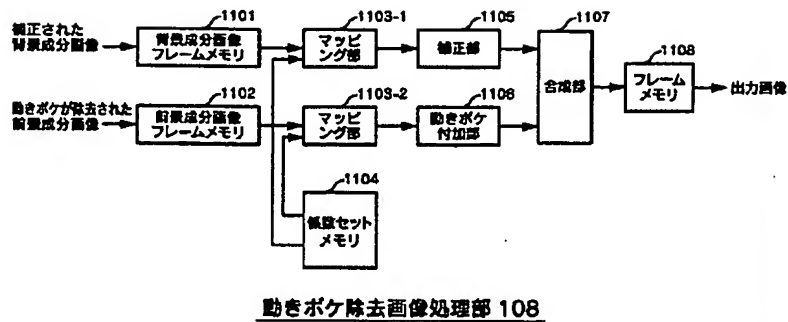 補正された
背景成分画像
1101
背景成分画像
フレームメモリ
1103-1
マッピ
ング部
1105
補正部
1107
合成部
1108
フレーム
メモリ
出力画像
動きボケが除去された
前景成分画像
1102
前景成分画像
フレームメモリ
1103-2
マッピ
ング部
1106
動きボケ
付加部
1104
係数セット
メモリ
動きボケ除去画像処理部 108